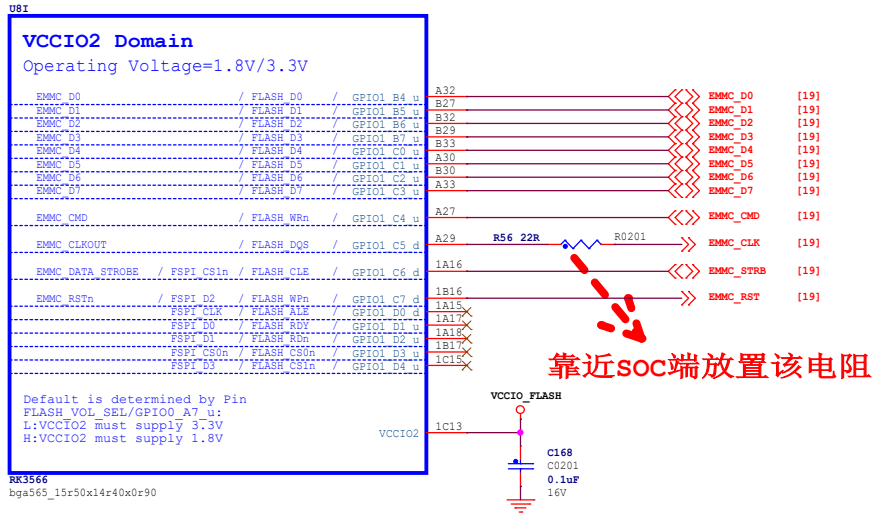 U8I
VCCIO2 Domain
Operating Voltage=1.8V/3.3V
EMMC_D0 / FLASH_D0 / GPIO1_B4_u A32 EMMC_D0 [19]
EMMC_D1 / FLASH_D1 / GPIO1_B5_u B27 EMMC_D1 [19]
EMMC_D2 / FLASH_D2 / GPIO1_B6_u B32 EMMC_D2 [19]
EMMC_D3 / FLASH_D3 / GPIO1_B7_u B29 EMMC_D3 [19]
EMMC_D4 / FLASH_D4 / GPIO1_C0_u B33 EMMC_D4 [19]
EMMC_D5 / FLASH_D5 / GPIO1_C1_u A30 EMMC_D5 [19]
EMMC_D6 / FLASH_D6 / GPIO1_C2_u B30 EMMC_D6 [19]
EMMC_D7 / FLASH_D7 / GPIO1_C3_u A33 EMMC_D7 [19]
EMMC_CMD / FLASH_WRn / GPIO1_C4_u A27 EMMC_CMD [19]
EMMC_CLKOUT / FLASH_DQS / GPIO1_C5_d A29 R56 22R R0201 EMMC_CLK [19]
EMMC_DATA_STROBE / FSPI_CS1n / FLASH_CLE / GPIO1_C6_d 1A16 EMMC_STRB [19]
EMMC_RSTn / FSPI_D2 / FLASH_WPn / GPIO1_C7_d 1B16 EMMC_RST [19]
FSPI_CLK / FLASH_ALE / GPIO1_D0_d 1A15
FSPI_D0 / FLASH_RDY / GPIO1_D1_u 1A17
FSPI_D1 / FLASH_RDn / GPIO1_D2_u 1A18
FSPI_CS0n / FLASH_CS0n / GPIO1_D3_u 1B17
FSPI_D3 / FLASH_CS1n / GPIO1_D4_u 1C15
靠近SOC端放置该电阻
Default is determined by Pin
FLASH_VOL_SEL/GPIO0_A7_u:
L:VCCIO2 must supply 3.3V
H:VCCIO2 must supply 1.8V
VCCIO2 1C13
VCCIO_FLASH
C168
C0201
0.1uF
16V
RK3566
bga565_15r50x14r40x0r90